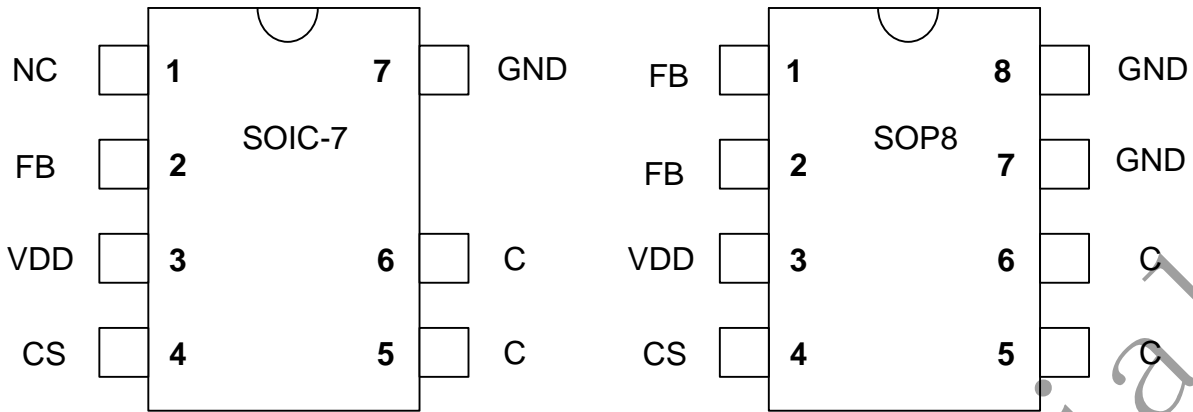 NC 1 7 GND
SOIC-7
FB 2
VDD 3 6 C
CS 4 5 C
FB 1 8 GND
SOP8
FB 2 7 GND
VDD 3 6 C
CS 4 5 C